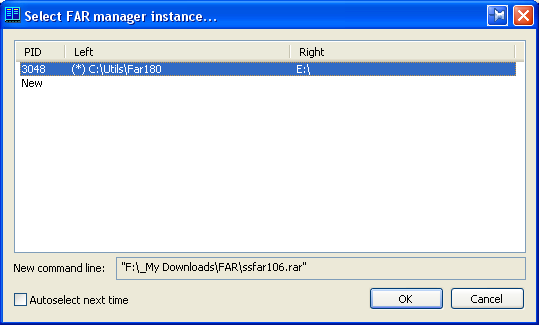 Select FAR manager instance...
PID Left Right
3048 (*) C:\Utils\Far180 E:\
New
New command line: "F:\_My Downloads\FAR\ssfar106.rar"
Autoselect next time OK Cancel